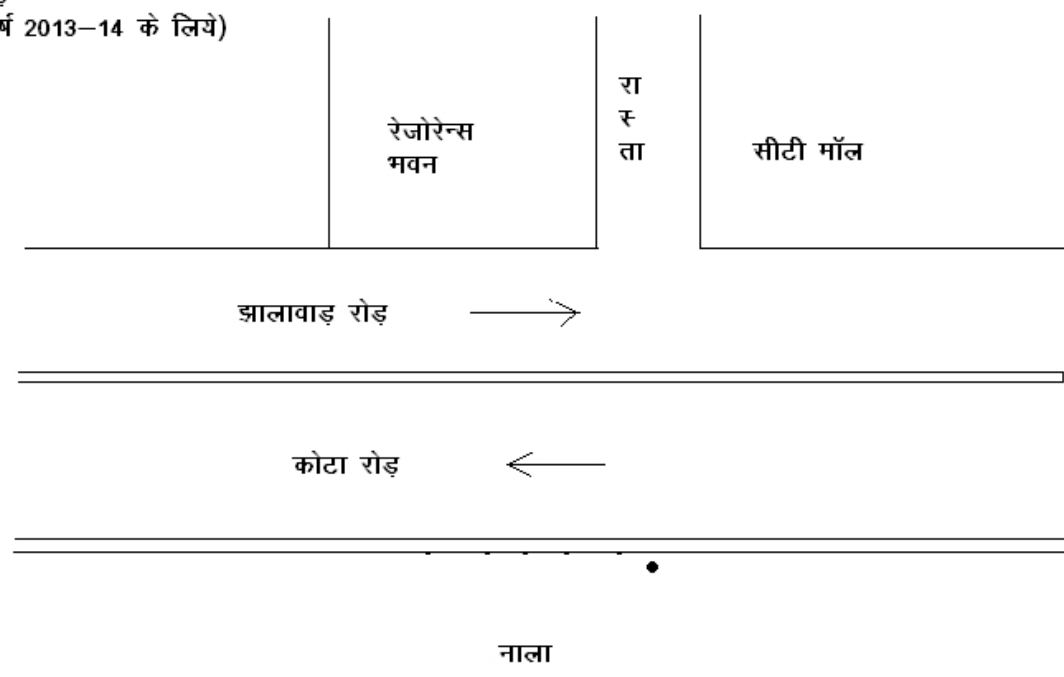 र्ष 2013–14 के लिये)
रा
स्
ता
रेजोरेन्स
भवन
सीटी मॉल
झालावाड़ रोड़
कोटा रोड़
नाला